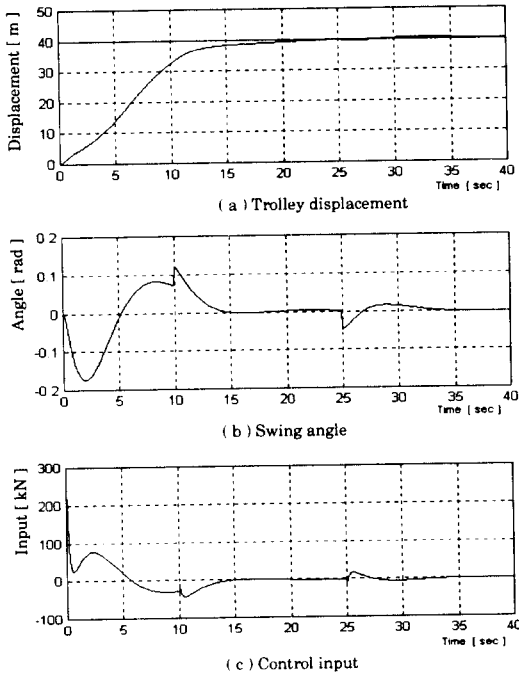 50
40
30
20
10
0
Displacement [ m ]
0 5 10 15 20 25 30 35 40
Time [ sec ]
( a ) Trolley displacement
0 2
0.1
0
-0.1
-0 2
Angle [ rad ]
0 5 10 15 20 25 30 35 40
Time [ sec ]
( b ) Swing angle
300
200
100
0
-100
Input [ kN ]
0 5 10 15 20 25 30 35 40
Time [ sec ]
( c ) Control input